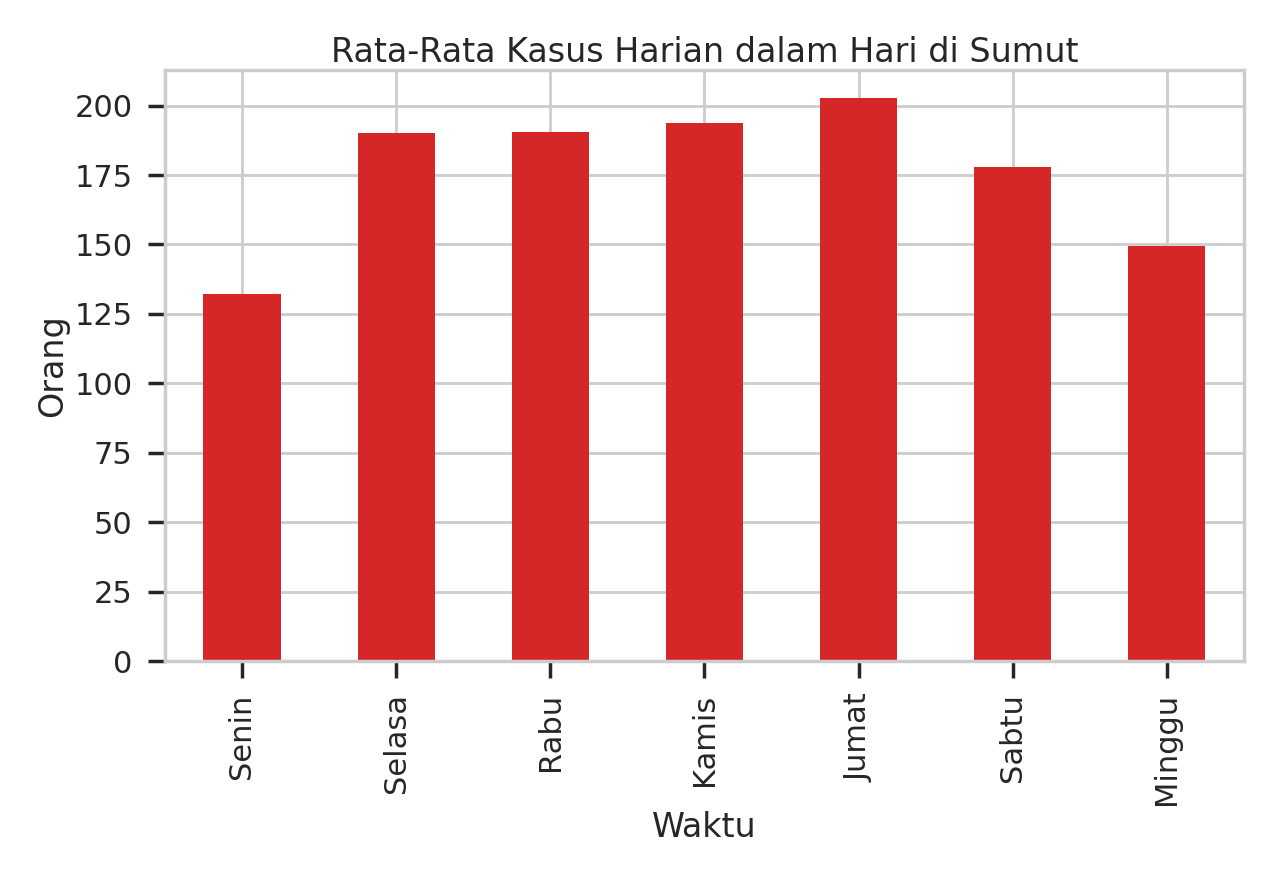 Rata-Rata Kasus Harian dalam Hari di Sumut
Orang
200
175
150
125
100
75
50
25
0
Senin
Selasa
Rabu
Kamis
Jumat
Sabtu
Minggu
Waktu